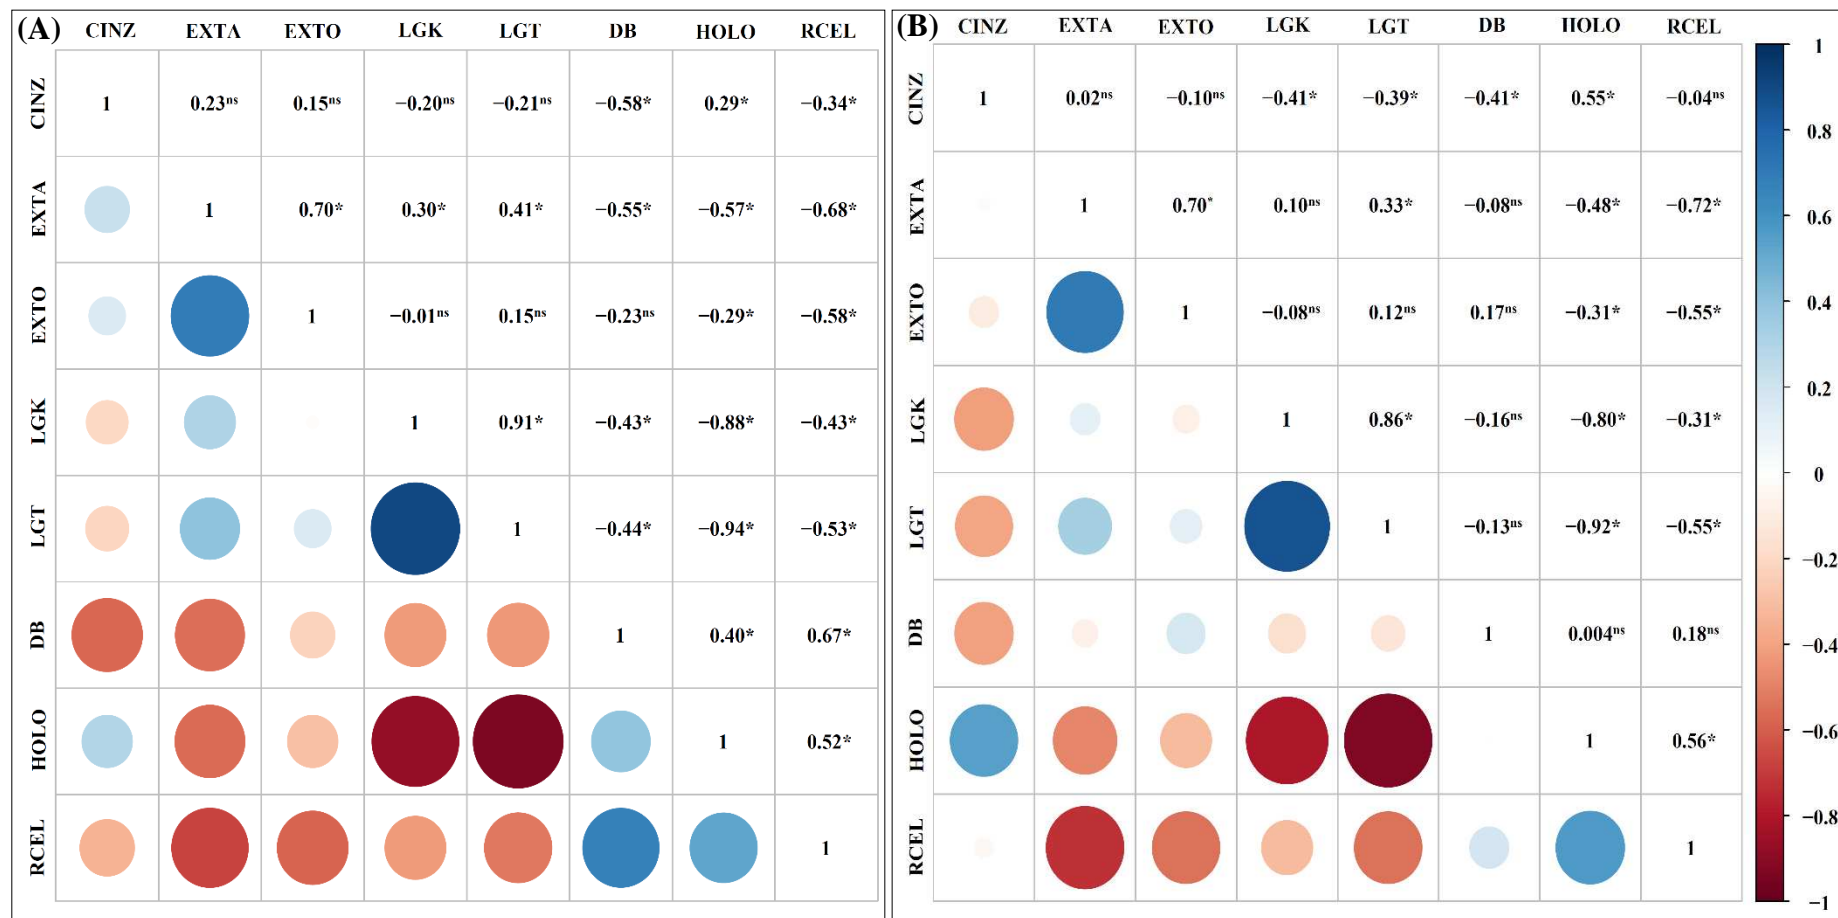 (A) CINZ EXTA EXTO LGK LGT DB HOLO RCEL
CINZ 1 0.23ns 0.15ns −0.20ns −0.21ns −0.58* 0.29* −0.34*
EXTA 1 0.70* 0.30* 0.41* −0.55* −0.57* −0.68*
EXTO 1 −0.01ns 0.15ns −0.23ns −0.29* −0.58*
LGK 1 0.91* −0.43* −0.88* −0.43*
LGT 1 −0.44* −0.94* −0.53*
DB 1 0.40* 0.67*
HOLO 1 0.52*
RCEL 1
(B) CINZ EXTA EXTO LGK LGT DB HOLO RCEL
CINZ 1 0.02ns −0.10ns −0.41* −0.39* −0.41* 0.55* −0.04ns
EXTA 1 0.70* 0.10ns 0.33* −0.08ns −0.48* −0.72*
EXTO 1 −0.08ns 0.12ns 0.17ns −0.31* −0.55*
LGK 1 0.86* −0.16ns −0.80* −0.31*
LGT 1 −0.13ns −0.92* −0.55*
DB 1 0.004ns 0.18ns
HOLO 1 0.56*
RCEL 1
1
0.8
0.6
0.4
0.2
0
−0.2
−0.4
−0.6
−0.8
−1